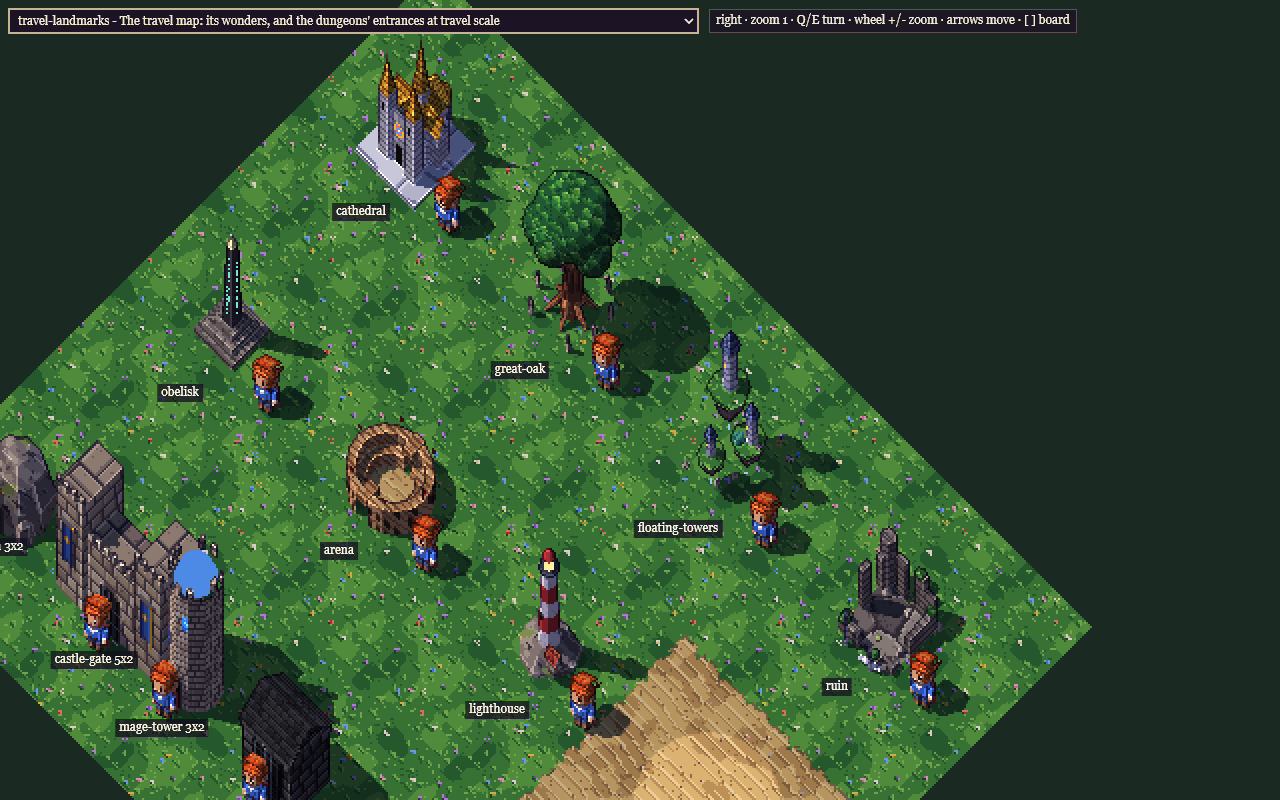 travel-landmarks - The travel map: its wonders, and the dungeons' entrances at travel scale
right · zoom 1 · Q/E turn · wheel +/- zoom · arrows move · [ ] board
cathedral
great-oak
obelisk
floating-towers
arena
3x2
castle-gate 5x2
ruin
lighthouse
mage-tower 3x2